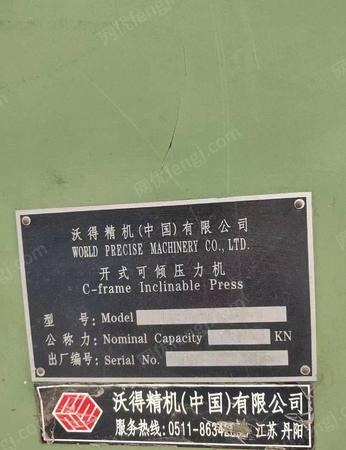 沃得精机(中国)有限公司
WORLD PRECISE MACHINERY CO., LTD.
开式可倾压力机
C-frame Inclinable Press
型 号: Model
公称力: Nominal Capacity KN
出厂编号: Serial No.
沃得精机(中国)有限公司
服务热线: 0511-8634 江苏 丹阳